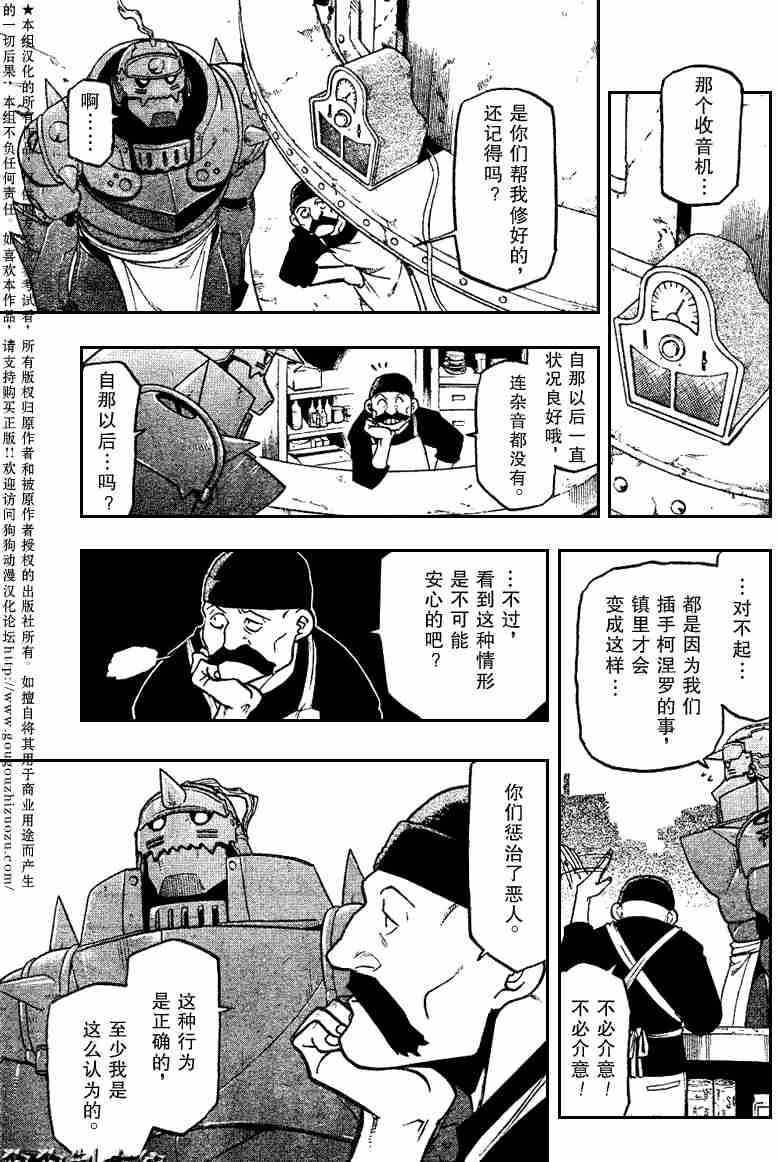 那个收音机…
是你们帮我修好的，
还记得吗？
啊……
自那以后一直
状况良好哦，
连杂音都没有。
自那以后…吗？
…对不起…
都是因为我们
插手柯涅罗的事，
镇里才会
变成这样…
不必介意！
不必介意！
…不过，
看到这种情形
是不可能
安心的吧？
你们惩治了恶人。
这种行为
是正确的，
至少我是
这么认为的。
★本组汉化的所有
考试看，所有版权归原作者和被原作者授权的出版社所有。如擅自将其用于商业用途而产生
的一切后果，本组不负任何责任。如喜欢本作品，请支持购买正版!!欢迎访问狗狗动漫汉化论坛http://www.gougouzhizuozu.com/